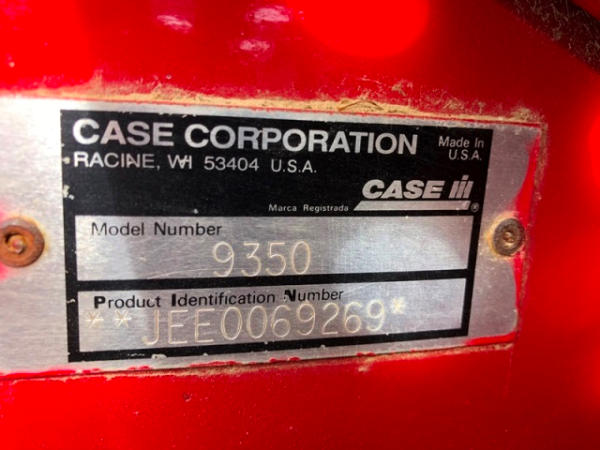 CASE CORPORATION
Made In
U.S.A.
RACINE, WI 53404 U.S.A.
CASE IH
®
Marca Registrada
Model Number
9350
Product Identification Number
**JEE0069269*